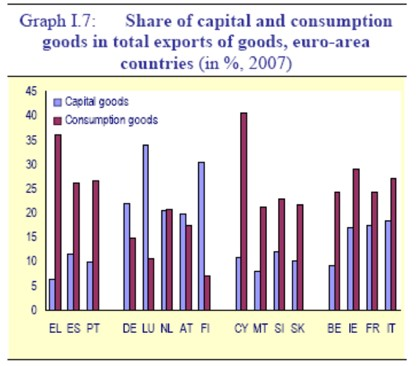 Graph I.7: Share of capital and consumption
goods in total exports of goods, euro-area
countries (in %, 2007)
45
40
35
30
25
20
15
10
5
0
Capital goods
Consumption goods
EL ES PT DE LU NL AT FI CY MT SI SK BE IE FR IT